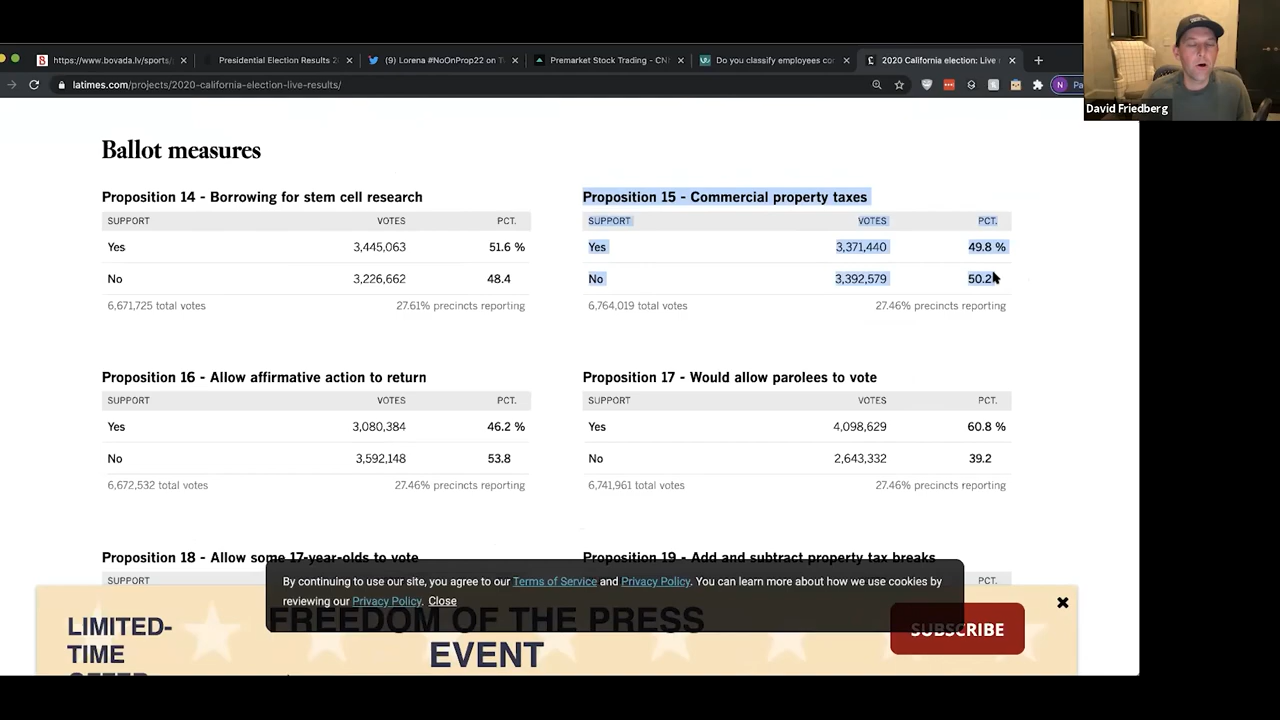 https://www.bovada.lv/sports/
Presidential Election Results 2
(9) Lorena #NoOnProp22 on T
Premarket Stock Trading - CN
Do you classify employees co
2020 California election: Live
latimes.com/projects/2020-california-election-live-results/
N
Pa
David Friedberg
Ballot measures
Proposition 14 - Borrowing for stem cell research
SUPPORT VOTES PCT.
Yes 3,445,063 51.6 %
No 3,226,662 48.4
6,671,725 total votes 27.61% precincts reporting
Proposition 15 - Commercial property taxes
SUPPORT VOTES PCT.
Yes 3,371,440 49.8 %
No 3,392,579 50.2
6,764,019 total votes 27.46% precincts reporting
Proposition 16 - Allow affirmative action to return
SUPPORT VOTES PCT.
Yes 3,080,384 46.2 %
No 3,592,148 53.8
6,672,532 total votes 27.46% precincts reporting
Proposition 17 - Would allow parolees to vote
SUPPORT VOTES PCT.
Yes 4,098,629 60.8 %
No 2,643,332 39.2
6,741,961 total votes 27.46% precincts reporting
Proposition 18 - Allow some 17-year-olds to vote
SUPPORT
Proposition 19 - Add and subtract property tax breaks
PCT.
By continuing to use our site, you agree to our Terms of Service and Privacy Policy. You can learn more about how we use cookies by
reviewing our Privacy Policy. Close
LIMITED-
TIME
FREEDOM OF THE PRESS
EVENT
SUBSCRIBE